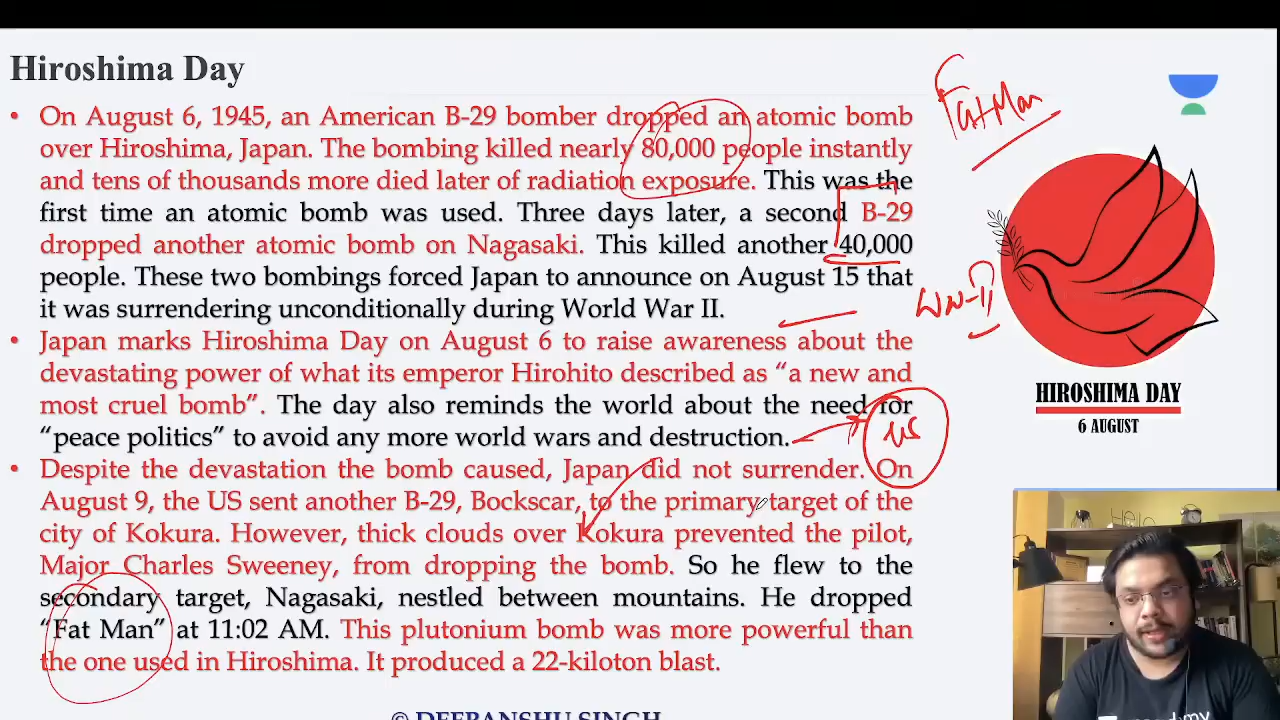 Hiroshima Day
• On August 6, 1945, an American B-29 bomber dropped an atomic bomb
over Hiroshima, Japan. The bombing killed nearly 80,000 people instantly
and tens of thousands more died later of radiation exposure. This was the
first time an atomic bomb was used. Three days later, a second B-29
dropped another atomic bomb on Nagasaki. This killed another 40,000
people. These two bombings forced Japan to announce on August 15 that
it was surrendering unconditionally during World War II.
• Japan marks Hiroshima Day on August 6 to raise awareness about the
devastating power of what its emperor Hirohito described as “a new and
most cruel bomb”. The day also reminds the world about the need for
“peace politics” to avoid any more world wars and destruction.
• Despite the devastation the bomb caused, Japan did not surrender. On
August 9, the US sent another B-29, Bockscar, to the primary target of the
city of Kokura. However, thick clouds over Kokura prevented the pilot,
Major Charles Sweeney, from dropping the bomb. So he flew to the
secondary target, Nagasaki, nestled between mountains. He dropped
“Fat Man” at 11:02 AM. This plutonium bomb was more powerful than
the one used in Hiroshima. It produced a 22-kiloton blast.
© DEEPANSHU SINGH
Fat Man
WW-II
US
HIROSHIMA DAY
6 AUGUST
Hello